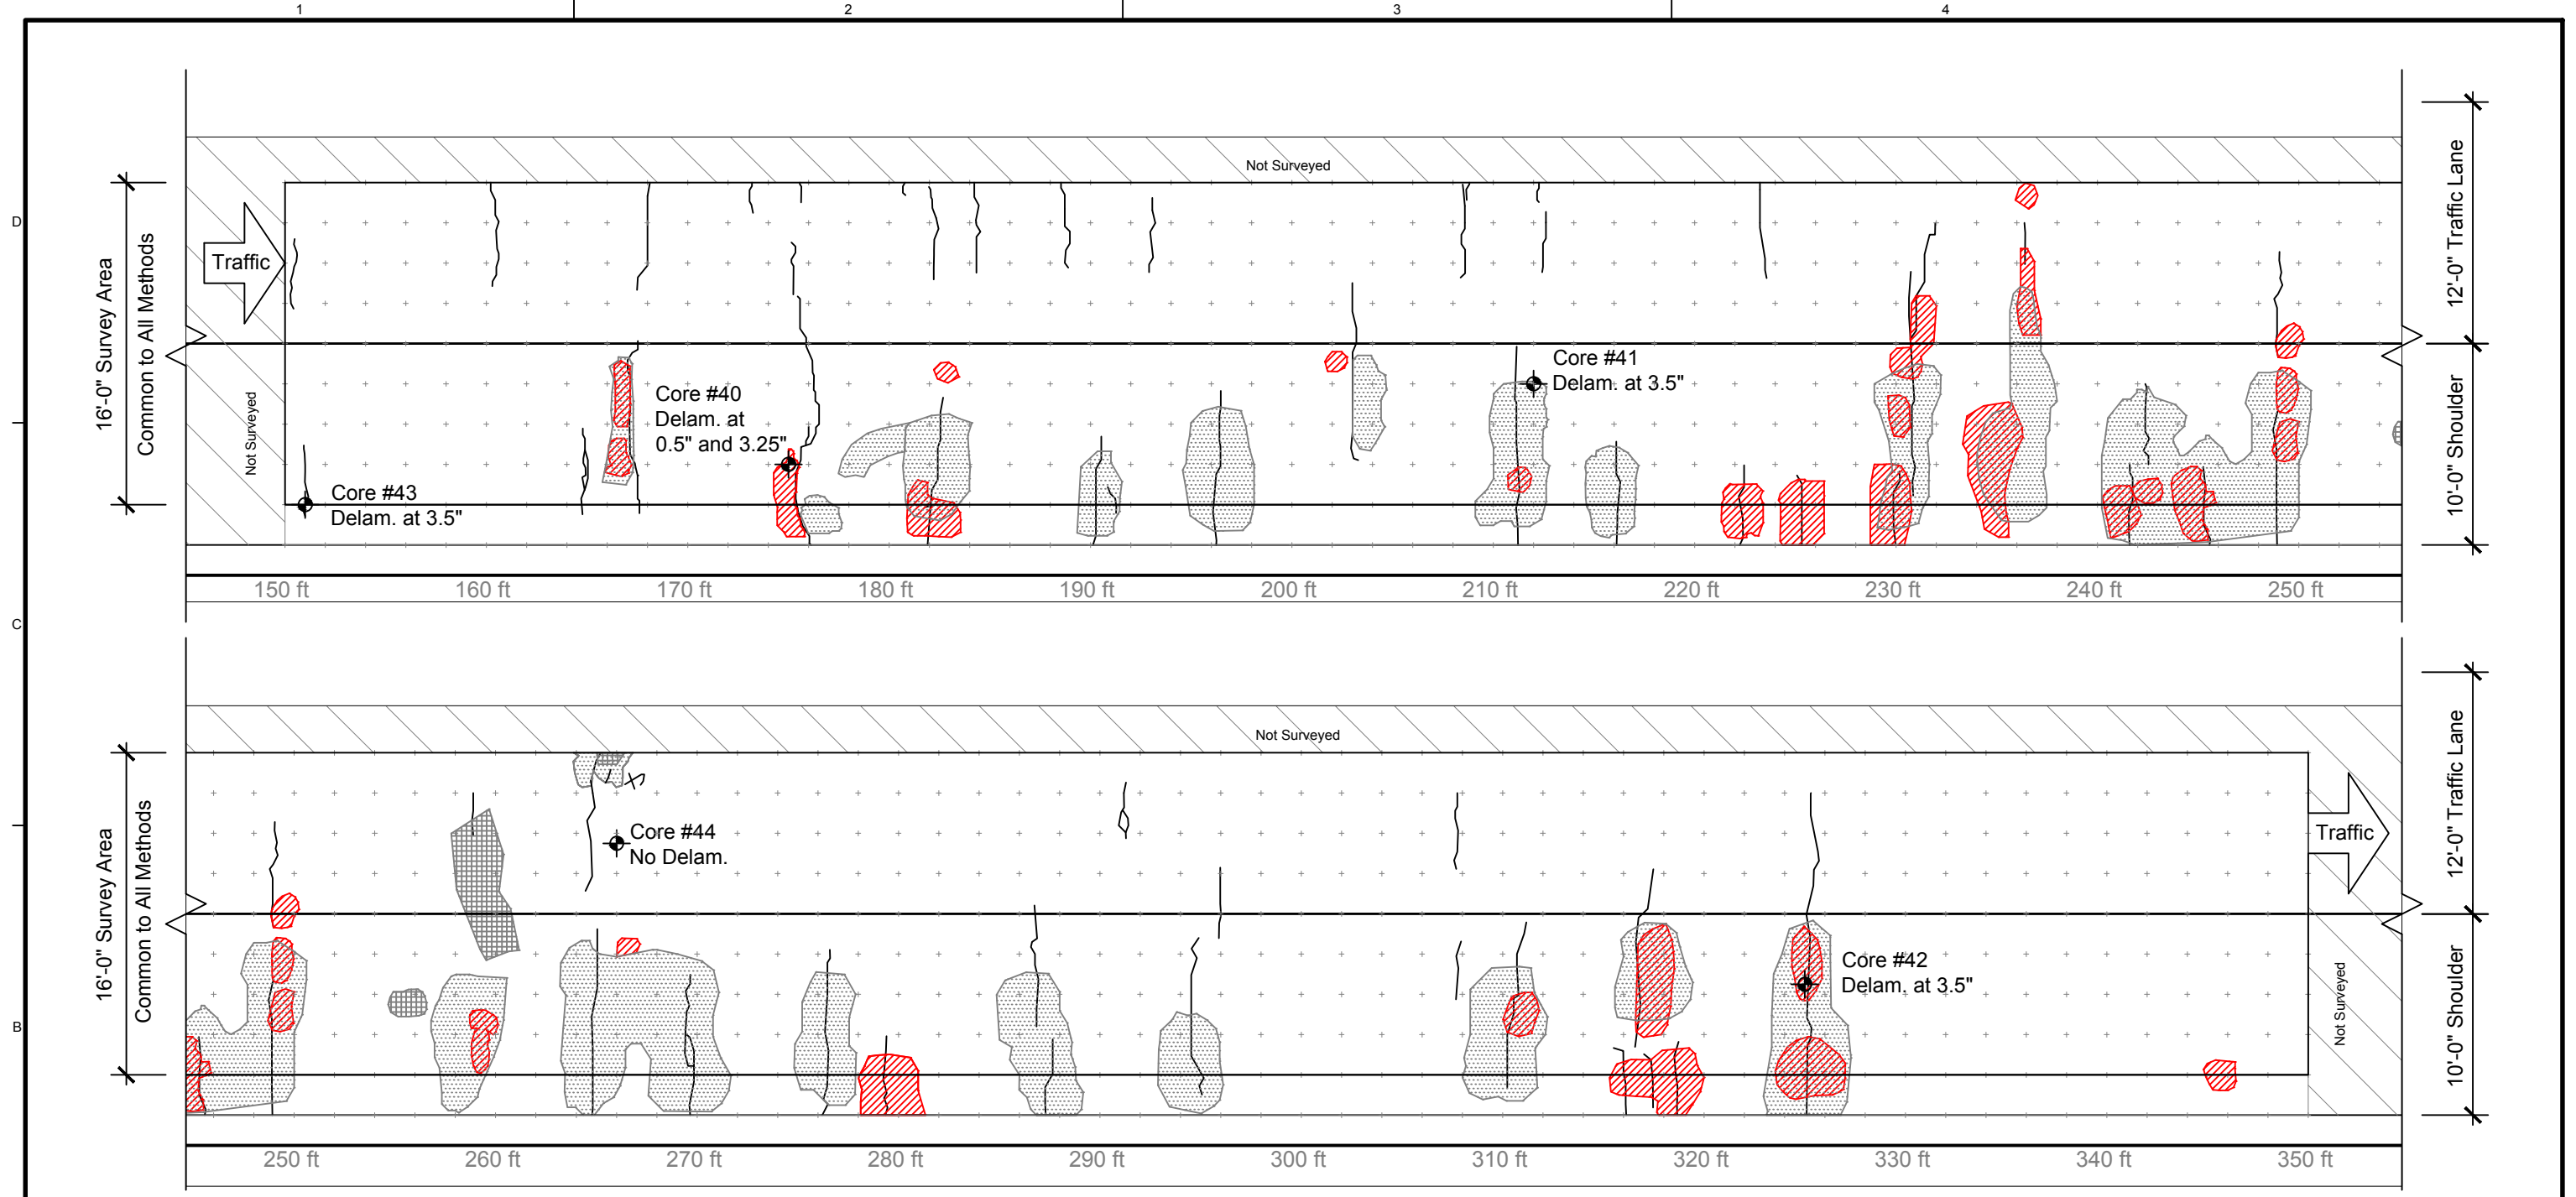 1 2 3 4
D
C
B
Not Surveyed
Traffic
16'-0" Survey Area
Common to All Methods
Not Surveyed
Core #43
Delam. at 3.5"
Core #40
Delam. at
0.5" and 3.25"
Core #41
Delam. at 3.5"
12'-0" Traffic Lane
10'-0" Shoulder
150 ft 160 ft 170 ft 180 ft 190 ft 200 ft 210 ft 220 ft 230 ft 240 ft 250 ft
Not Surveyed
16'-0" Survey Area
Common to All Methods
Core #44
No Delam.
Core #42
Delam. at 3.5"
Traffic
Not Surveyed
12'-0" Traffic Lane
10'-0" Shoulder
250 ft 260 ft 270 ft 280 ft 290 ft 300 ft 310 ft 320 ft 330 ft 340 ft 350 ft